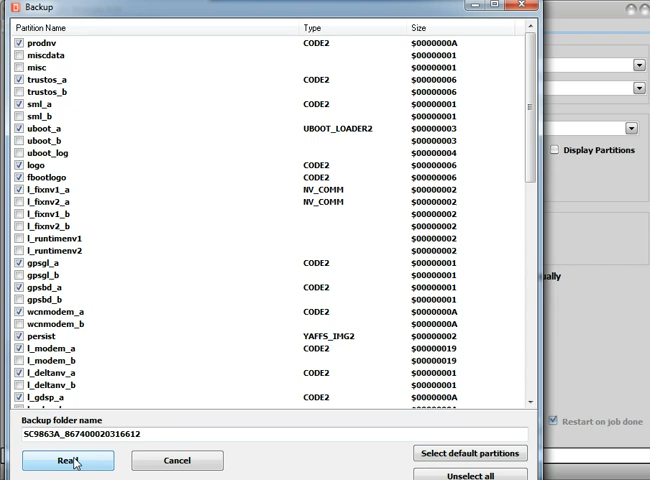 Backup
Partition Name Type Size
prodnv CODE2 $0000000A
miscdata $00000001
misc $00000001
trustos_a CODE2 $00000006
trustos_b $00000006
sml_a CODE2 $00000001
sml_b $00000001
uboot_a UBOOT_LOADER2 $00000003
uboot_b $00000003
uboot_log $00000004
logo CODE2 $00000006
fbootlogo CODE2 $00000006
l_fixnv1_a NV_COMM $00000002
l_fixnv2_a NV_COMM $00000002
l_fixnv1_b $00000002
l_fixnv2_b $00000002
l_runtimenv1 $00000002
l_runtimenv2 $00000002
gpsgl_a CODE2 $00000001
gpsgl_b $00000001
gpsbd_a CODE2 $00000001
gpsbd_b $00000001
wcnmodem_a CODE2 $0000000A
wcnmodem_b $0000000A
persist YAFFS_IMG2 $00000002
l_modem_a CODE2 $00000019
l_modem_b $00000019
l_deltanv_a CODE2 $00000001
l_deltanv_b $00000001
l_gdsp_a CODE2 $0000000A
Display Partitions
ually
Restart on job done
Backup folder name
SC9863A_867400020316612
Read
Cancel
Select default partitions
Unselect all